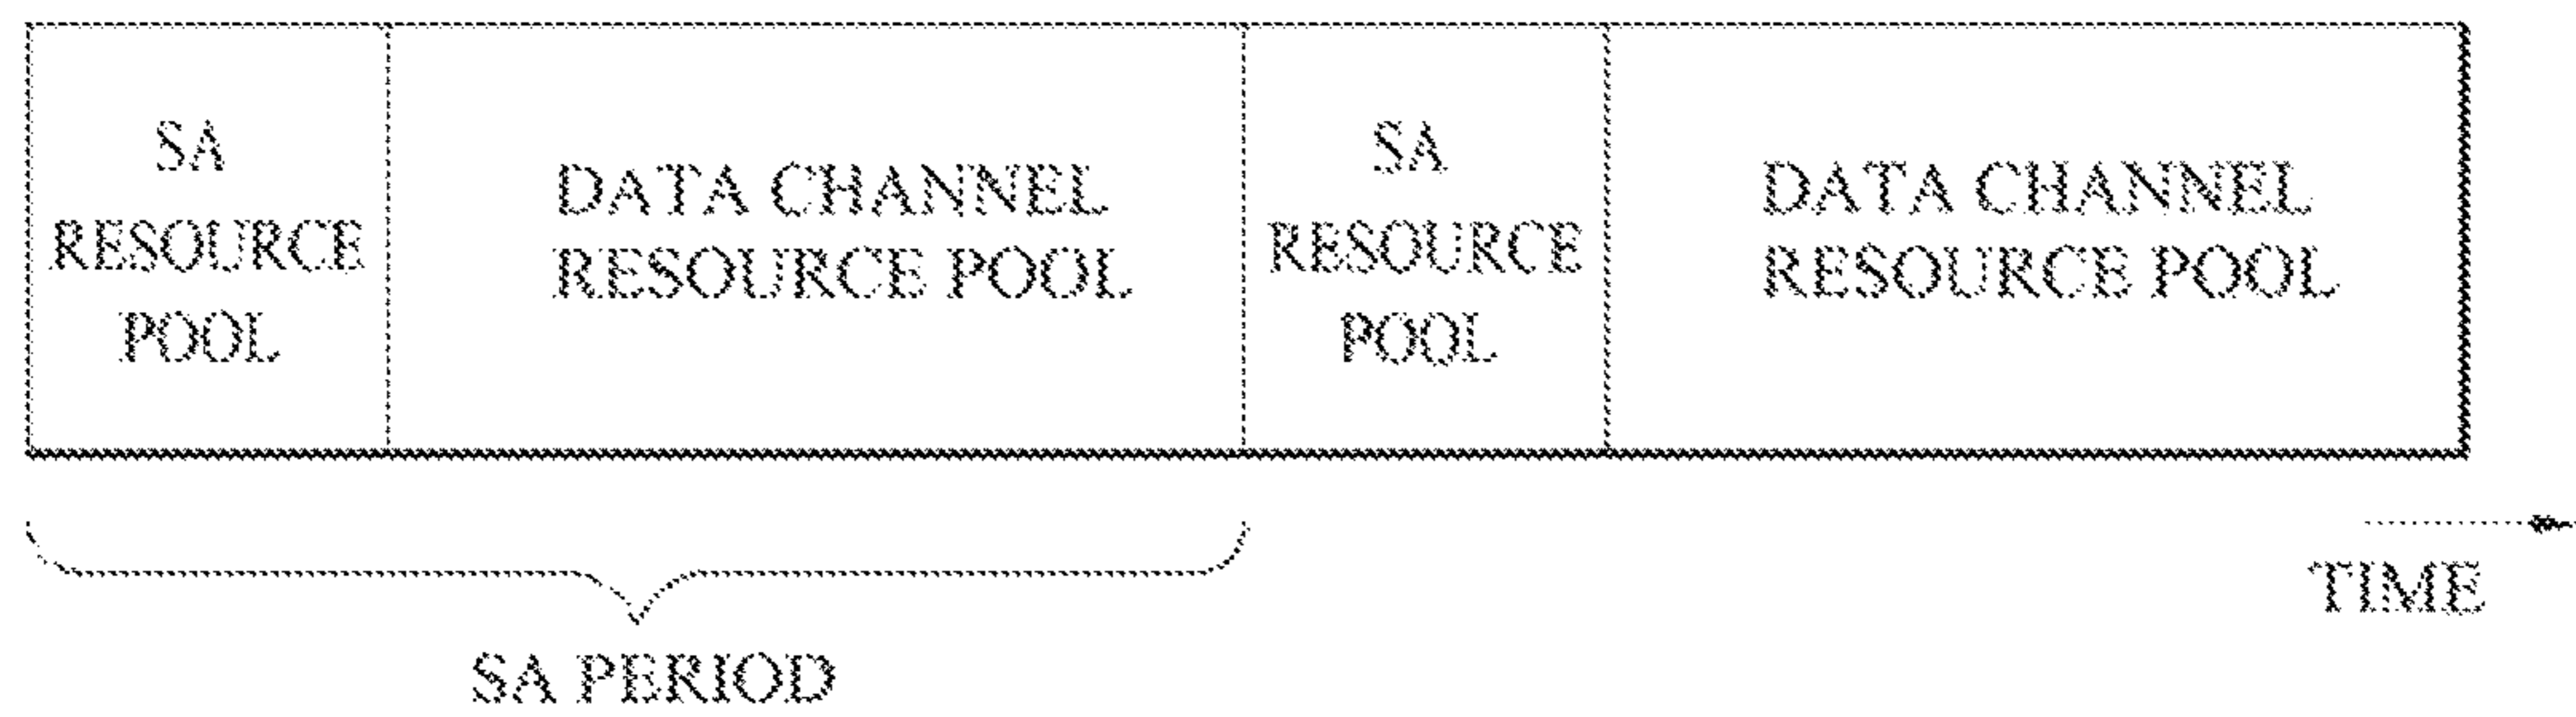 SA
RESOURCE
POOL
DATA CHANNEL
RESOURCE POOL
SA
RESOURCE
POOL
DATA CHANNEL
RESOURCE POOL
TIME
SA PERIOD